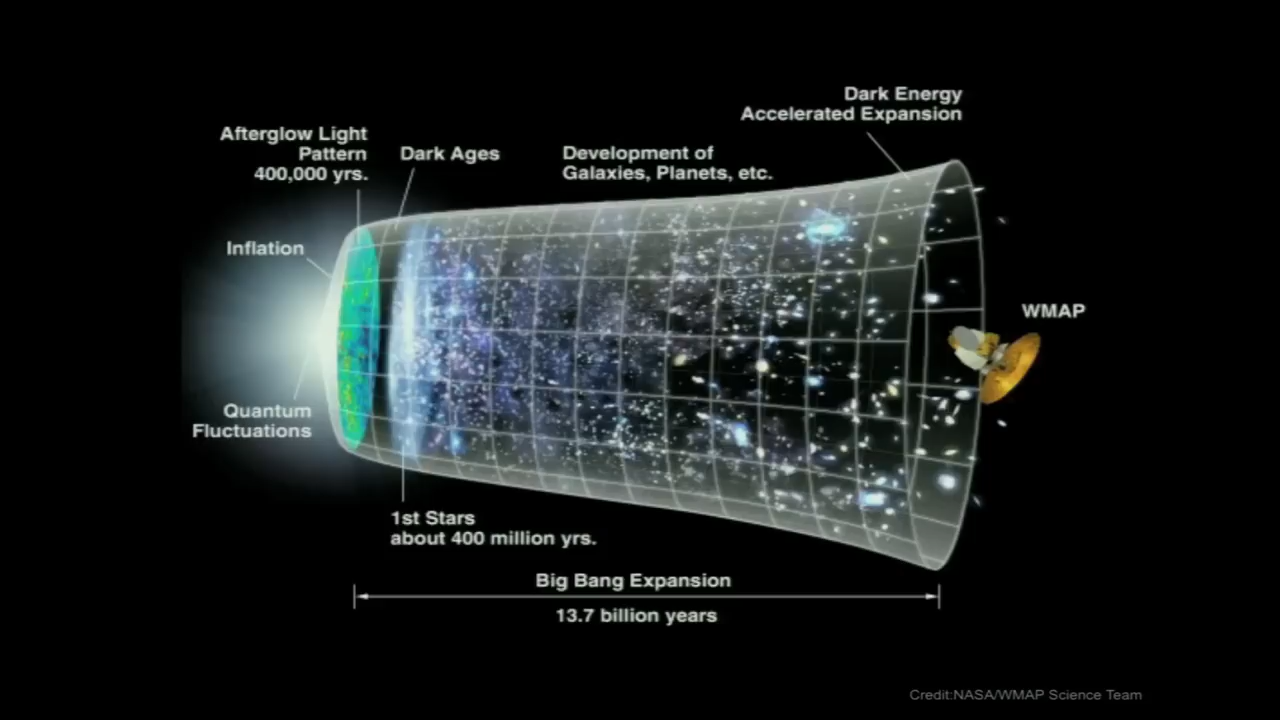 Dark Energy
Accelerated Expansion
Afterglow Light
Pattern
400,000 yrs.
Dark Ages
Development of
Galaxies, Planets, etc.
Inflation
WMAP
Quantum
Fluctuations
1st Stars
about 400 million yrs.
Big Bang Expansion
13.7 billion years
Credit:NASA/WMAP Science Team